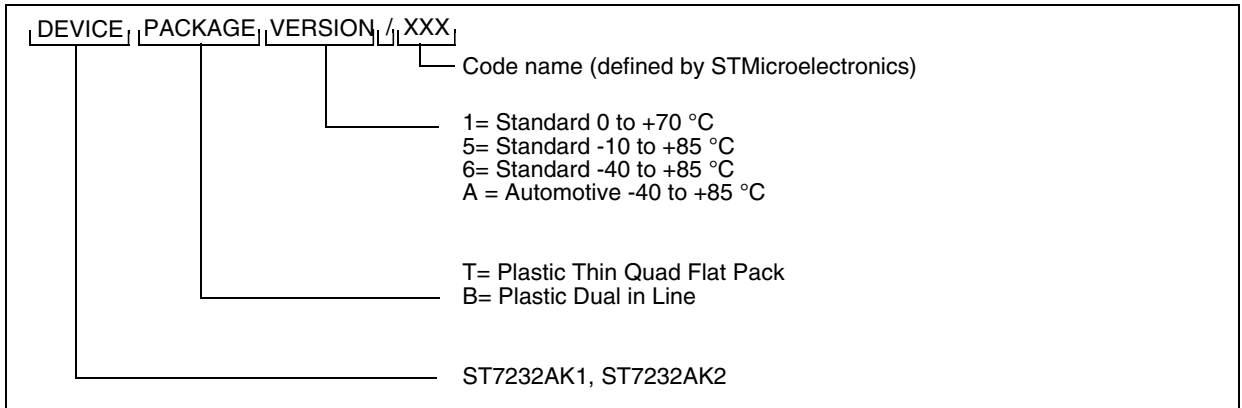 DEVICE PACKAGE VERSION / XXX
Code name (defined by STMicroelectronics)
1= Standard 0 to +70 °C
5= Standard -10 to +85 °C
6= Standard -40 to +85 °C
A = Automotive -40 to +85 °C
T= Plastic Thin Quad Flat Pack
B= Plastic Dual in Line
ST7232AK1, ST7232AK2